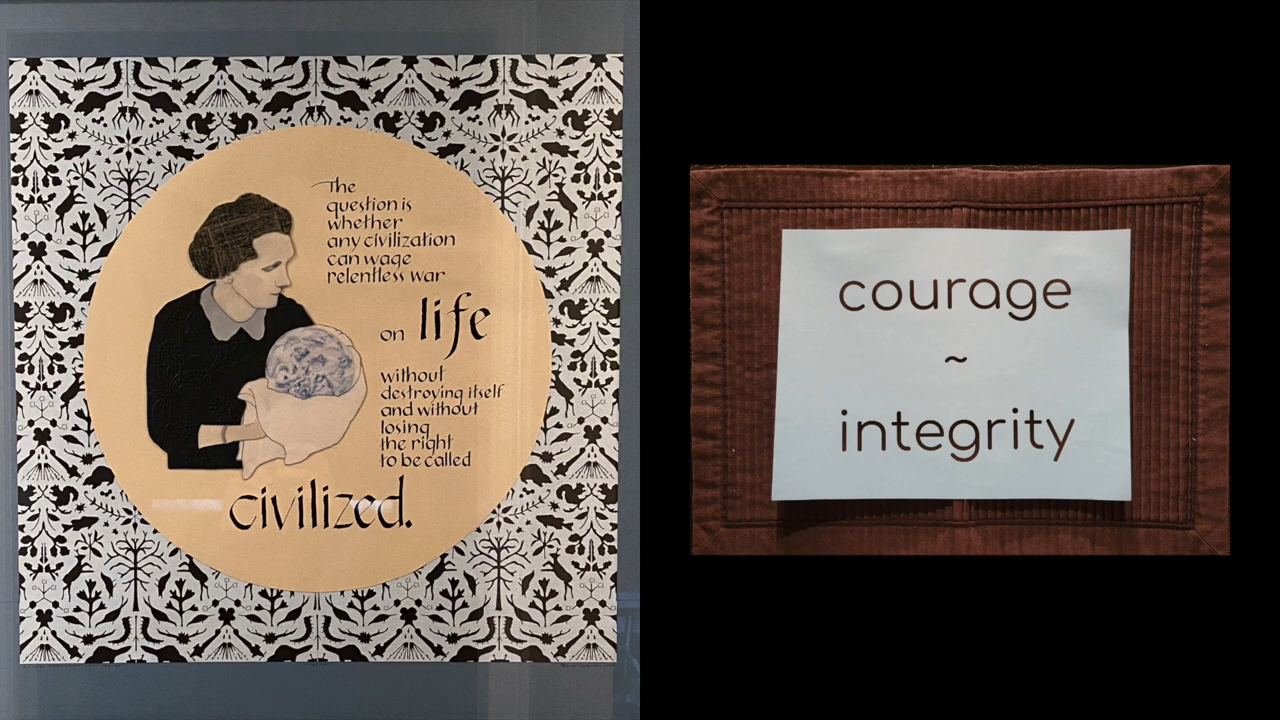 The
question is
whether
any civilization
can wage
relentless war
on life
without
destroying itself
and without
losing
the right
to be called
civilized.
courage
~
integrity